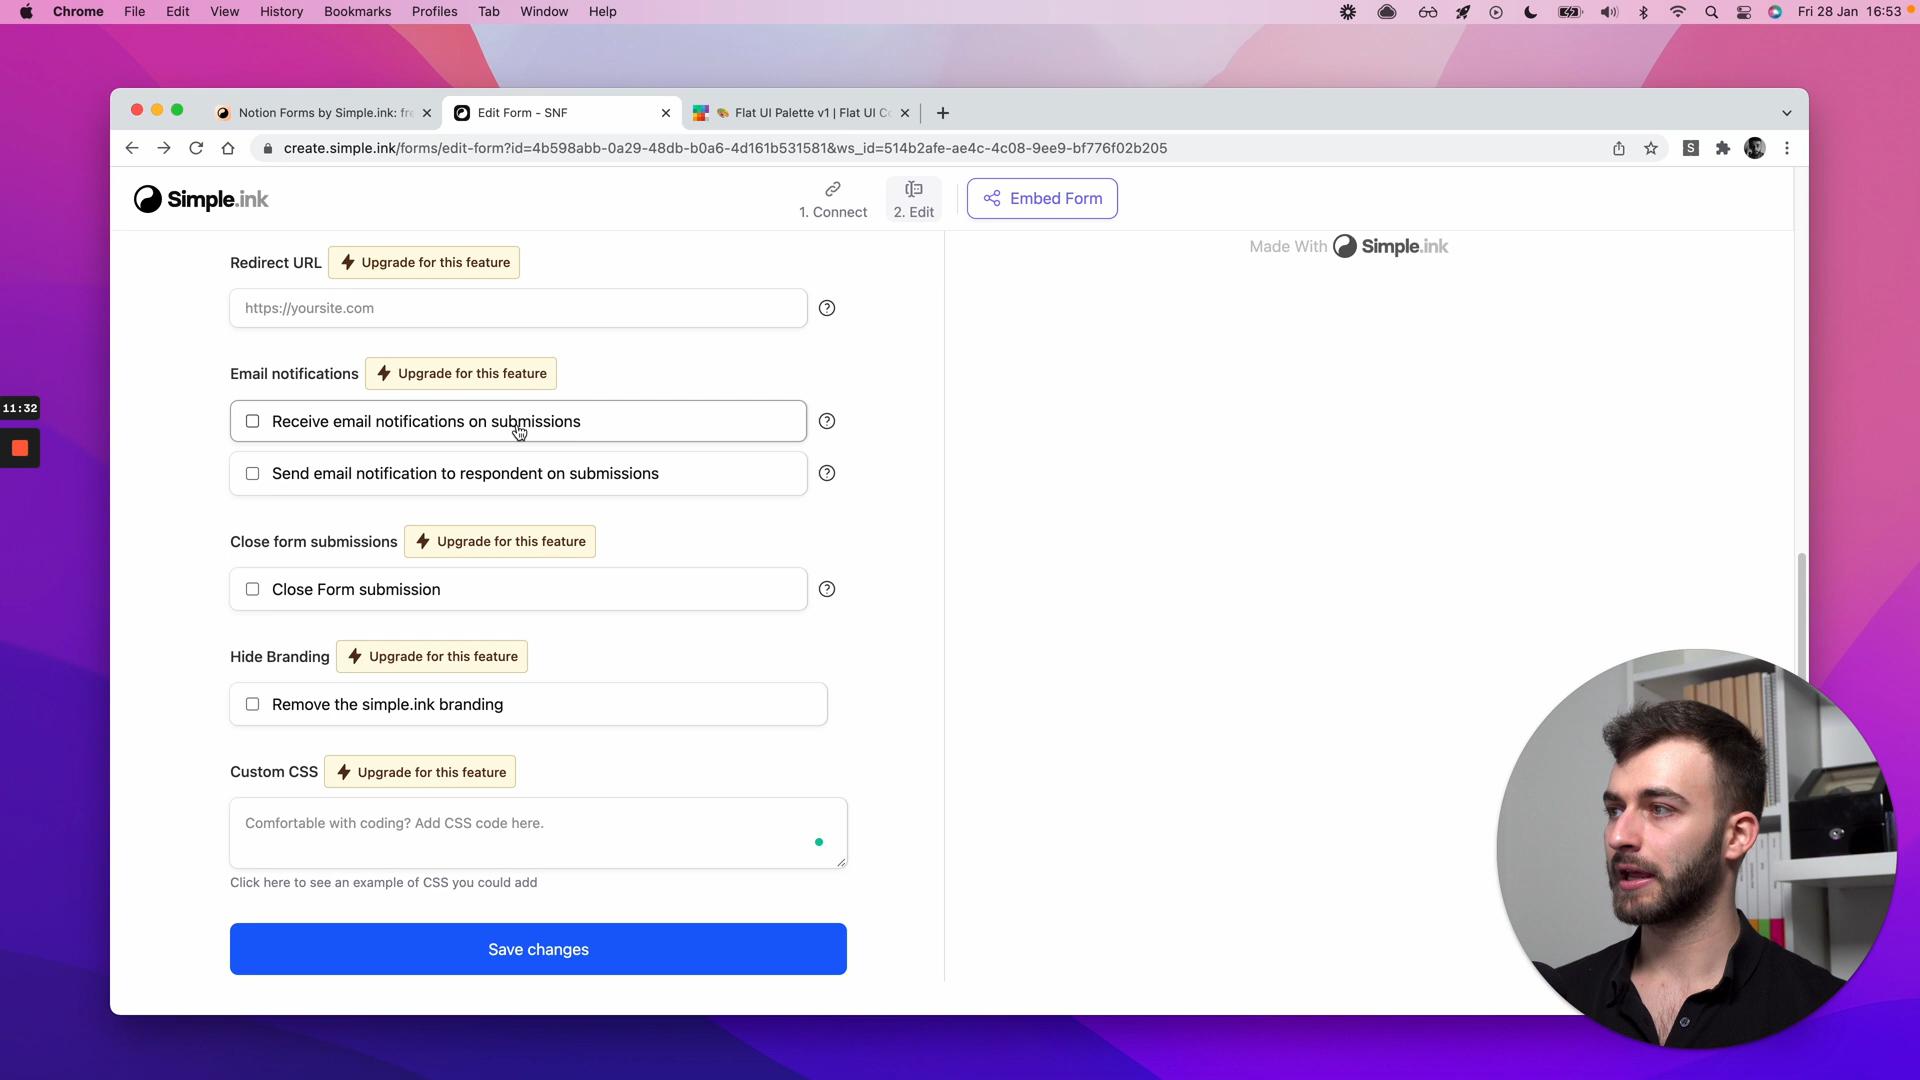 Chrome File Edit View History Bookmarks Profiles Tab Window Help Fri 28 Jan 16:53
Notion Forms by Simple.ink: fre
Edit Form - SNF
Flat UI Palette v1 | Flat UI Co
create.simple.ink/forms/edit-form?id=4b598abb-0a29-48db-b0a6-4d161b531581&ws_id=514b2afe-ae4c-4c08-9ee9-bf776f02b205
S
Simple.ink
1. Connect
2. Edit
Embed Form
Redirect URL Upgrade for this feature
https://yoursite.com
Made With Simple.ink
Email notifications Upgrade for this feature
11:32
Receive email notifications on submissions
Send email notification to respondent on submissions
Close form submissions Upgrade for this feature
Close Form submission
Hide Branding Upgrade for this feature
Remove the simple.ink branding
Custom CSS Upgrade for this feature
Comfortable with coding? Add CSS code here.
Click here to see an example of CSS you could add
Save changes